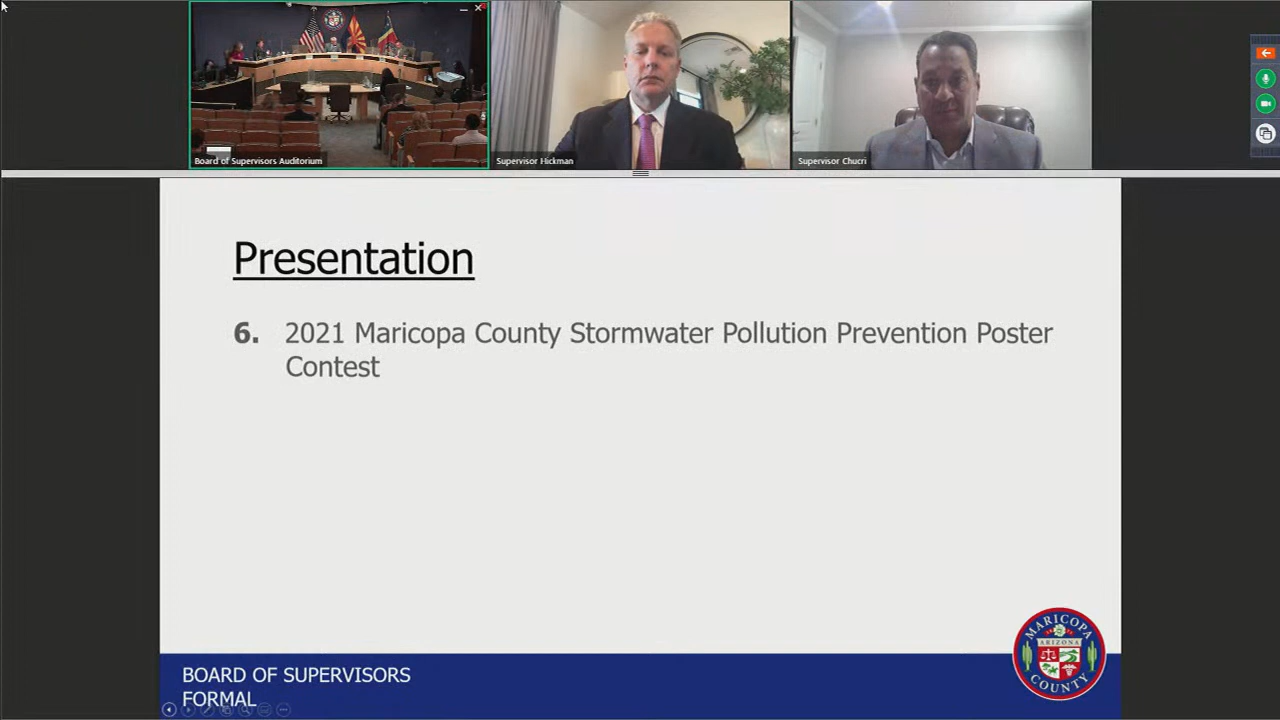 Board of Supervisors Auditorium
Supervisor Hickman
Supervisor Chucri
Presentation
6. 2021 Maricopa County Stormwater Pollution Prevention Poster
Contest
BOARD OF SUPERVISORS
FORMAL
MARICOPA
ARIZONA
COUNTY